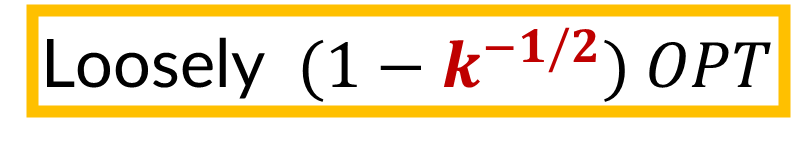 Loosely (1 − k^{−1/2}) OPT